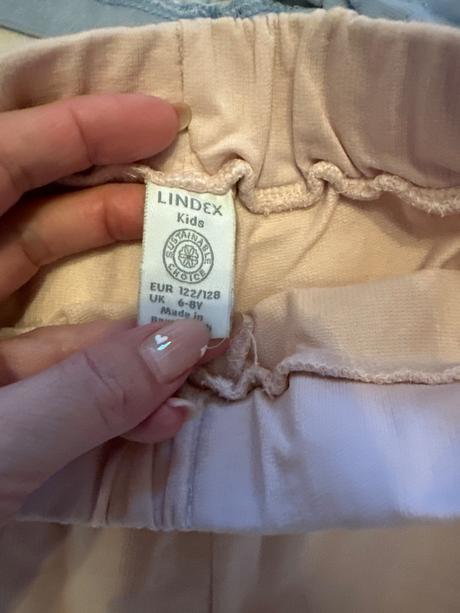 LINDEX
Kids
SUSTAINABLE
CHOICE
EUR 122/128
UK 6-8Y
Made in